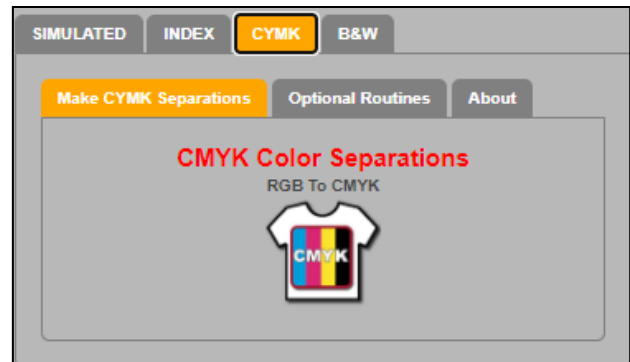 SIMULATED INDEX CYMK B&W
Make CYMK Separations Optional Routines About
CMYK Color Separations
RGB To CMYK
CMYK